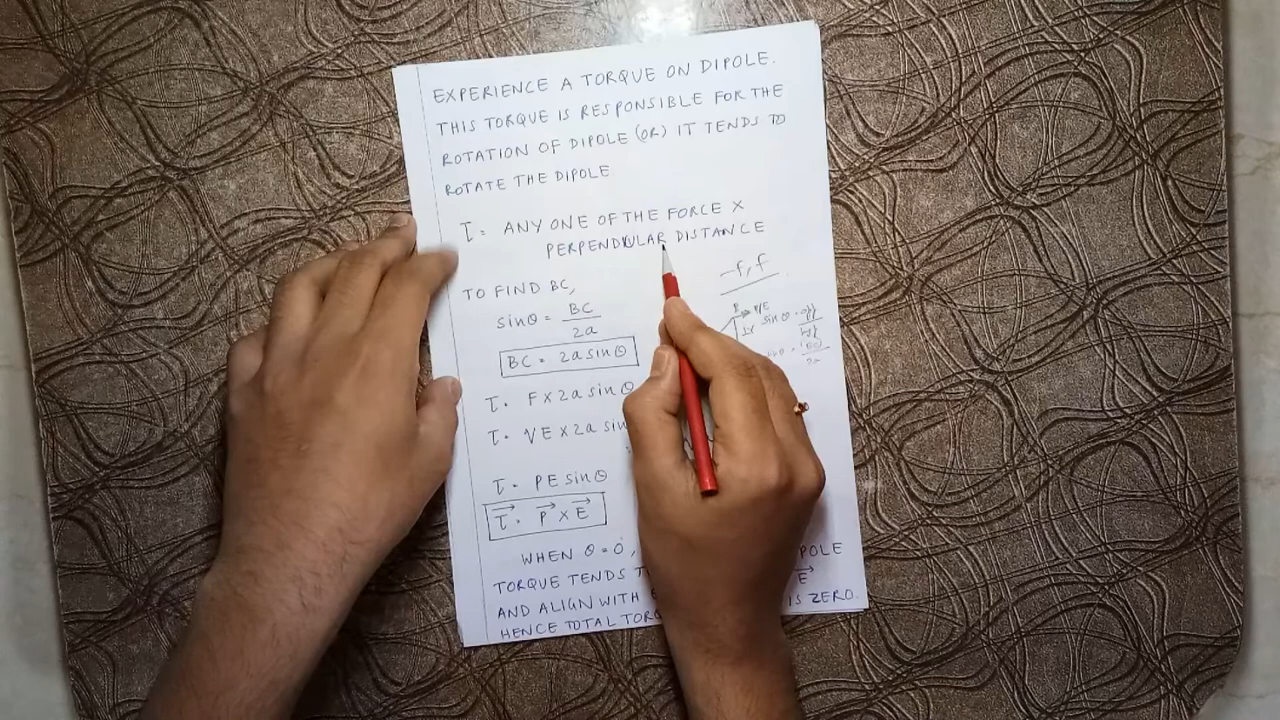 EXPERIENCE A TORQUE ON DIPOLE.
THIS TORQUE IS RESPONSIBLE FOR THE
ROTATION OF DIPOLE (OR) IT TENDS TO
ROTATE THE DIPOLE
τ = ANY ONE OF THE FORCE ×
PERPENDIULAR DISTANCE
-f, f
TO FIND BC,
sinθ = BC/2a
BC = 2a sinθ
τ = F × 2a sinθ
τ = qE × 2a sin
τ = PE sinθ
τ⃗ = P⃗ × E⃗
WHEN θ = 0°, POLE
TORQUE TENDS E⃗
AND ALIGN WITH IS ZERO.
HENCE TOTAL